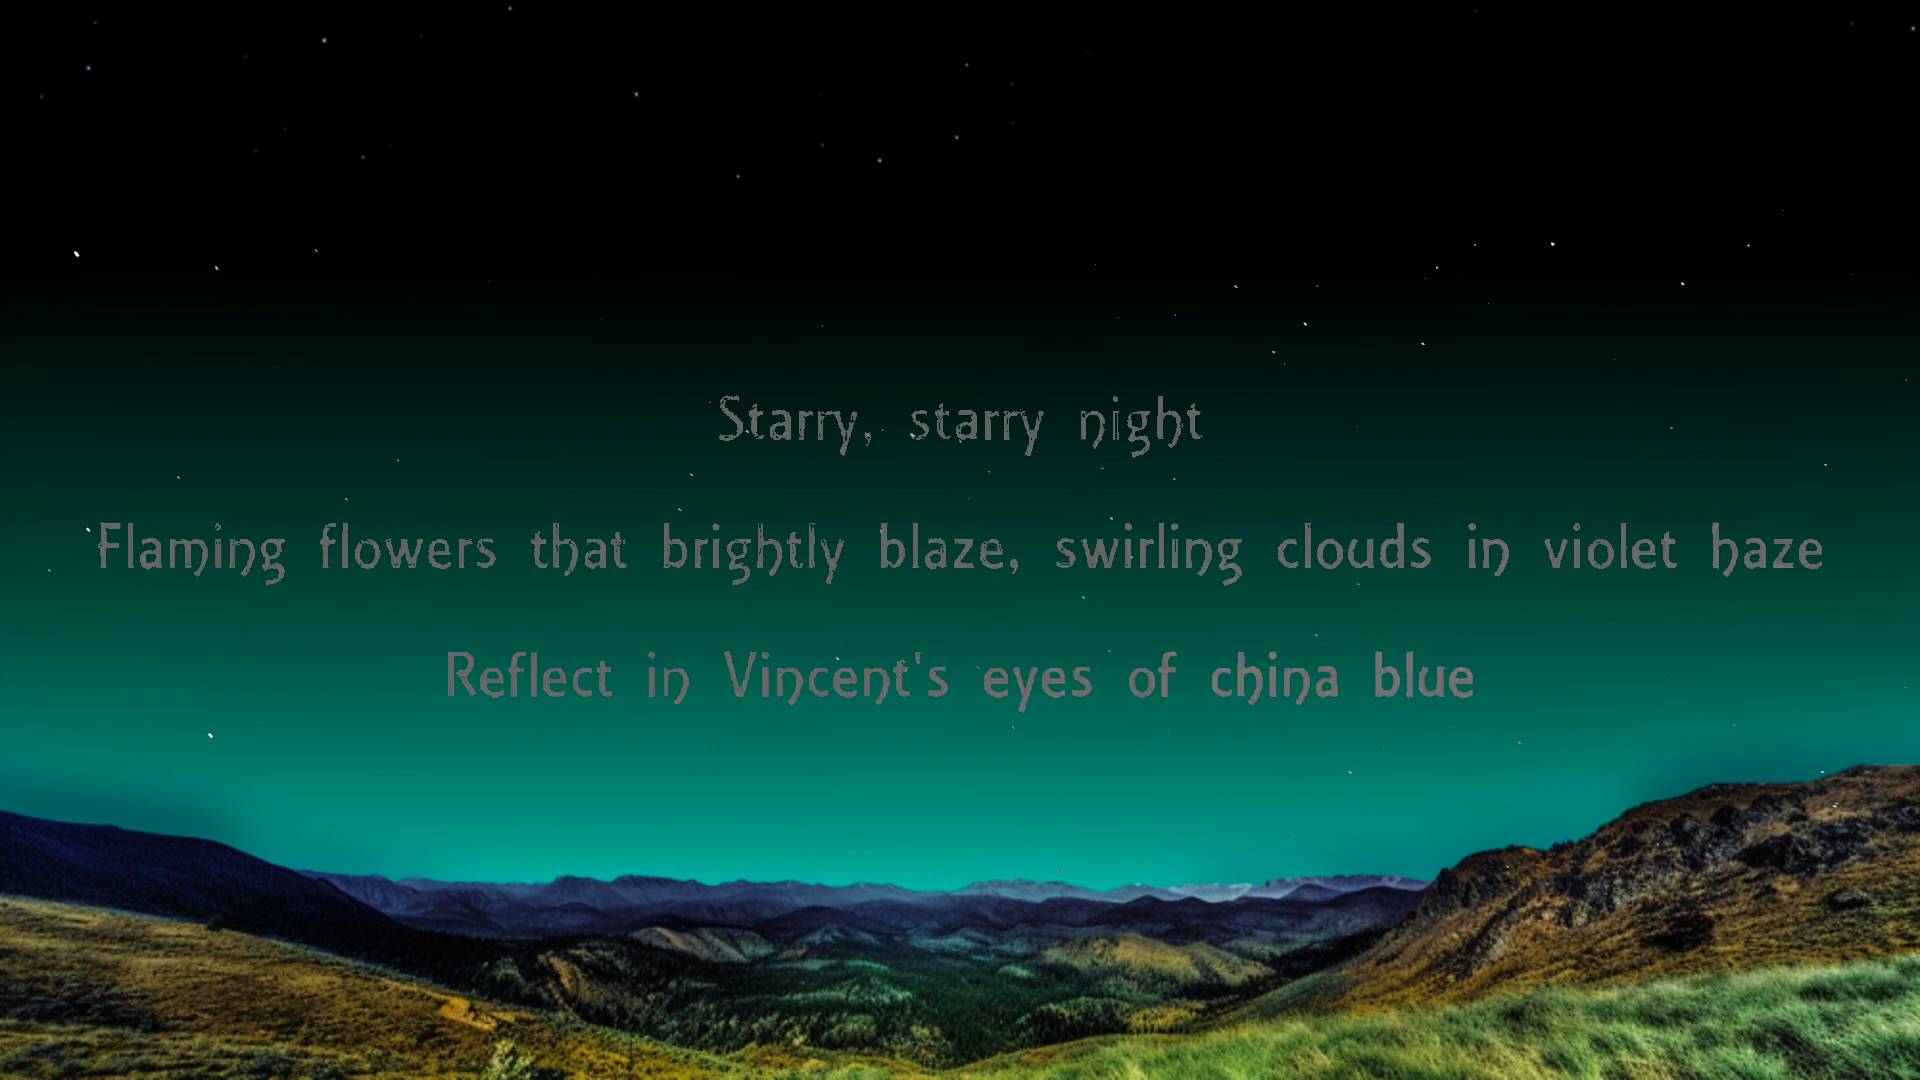 Starry, starry night
Flaming flowers that brightly blaze, swirling clouds in violet haze
Reflect in Vincent's eyes of china blue